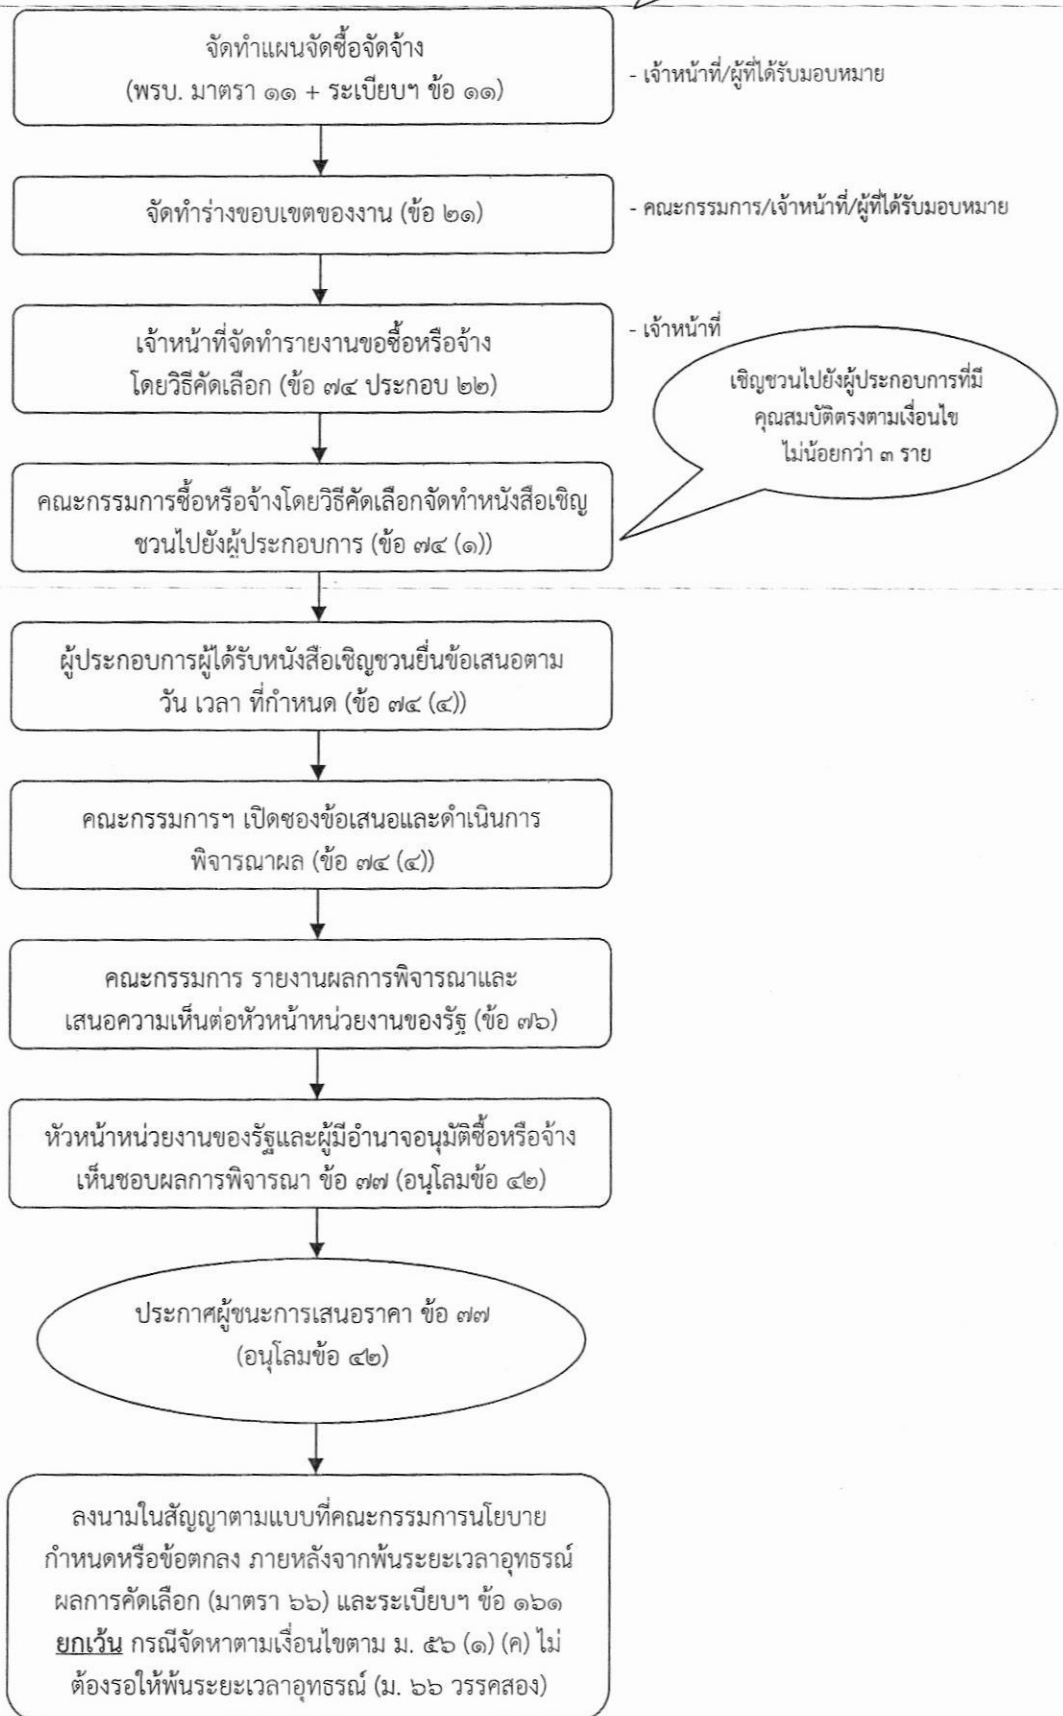 จัดทำแผนจัดซื้อจัดจ้าง
(พรบ. มาตรา ๑๑ + ระเบียบฯ ข้อ ๑๑)
- เจ้าหน้าที่/ผู้ที่ได้รับมอบหมาย
จัดทำร่างขอบเขตของงาน (ข้อ ๒๑)
- คณะกรรมการ/เจ้าหน้าที่/ผู้ที่ได้รับมอบหมาย
เจ้าหน้าที่จัดทำรายงานขอซื้อหรือจ้าง
โดยวิธีคัดเลือก (ข้อ ๗๔ ประกอบ ๒๒)
- เจ้าหน้าที่
เชิญชวนไปยังผู้ประกอบการที่มี
คุณสมบัติตรงตามเงื่อนไข
ไม่น้อยกว่า ๓ ราย
คณะกรรมการซื้อหรือจ้างโดยวิธีคัดเลือกจัดทำหนังสือเชิญ
ชวนไปยังผู้ประกอบการ (ข้อ ๗๔ (๑))
ผู้ประกอบการผู้ได้รับหนังสือเชิญชวนยื่นข้อเสนอตาม
วัน เวลา ที่กำหนด (ข้อ ๗๔ (๔))
คณะกรรมการฯ เปิดซองข้อเสนอและดำเนินการ
พิจารณาผล (ข้อ ๗๔ (๔))
คณะกรรมการ รายงานผลการพิจารณาและ
เสนอความเห็นต่อหัวหน้าหน่วยงานของรัฐ (ข้อ ๗๖)
หัวหน้าหน่วยงานของรัฐและผู้มีอำนาจอนุมัติซื้อหรือจ้าง
เห็นชอบผลการพิจารณา ข้อ ๗๗ (อนุโลมข้อ ๔๒)
ประกาศผู้ชนะการเสนอราคา ข้อ ๗๗
(อนุโลมข้อ ๔๒)
ลงนามในสัญญาตามแบบที่คณะกรรมการนโยบาย
กำหนดหรือข้อตกลง ภายหลังจากพ้นระยะเวลาอุทธรณ์
ผลการคัดเลือก (มาตรา ๖๖) และระเบียบฯ ข้อ ๑๖๑
ยกเว้น กรณีจัดหาตามเงื่อนไขตาม ม. ๕๖ (๑) (ค) ไม่
ต้องรอให้พ้นระยะเวลาอุทธรณ์ (ม. ๖๖ วรรคสอง)